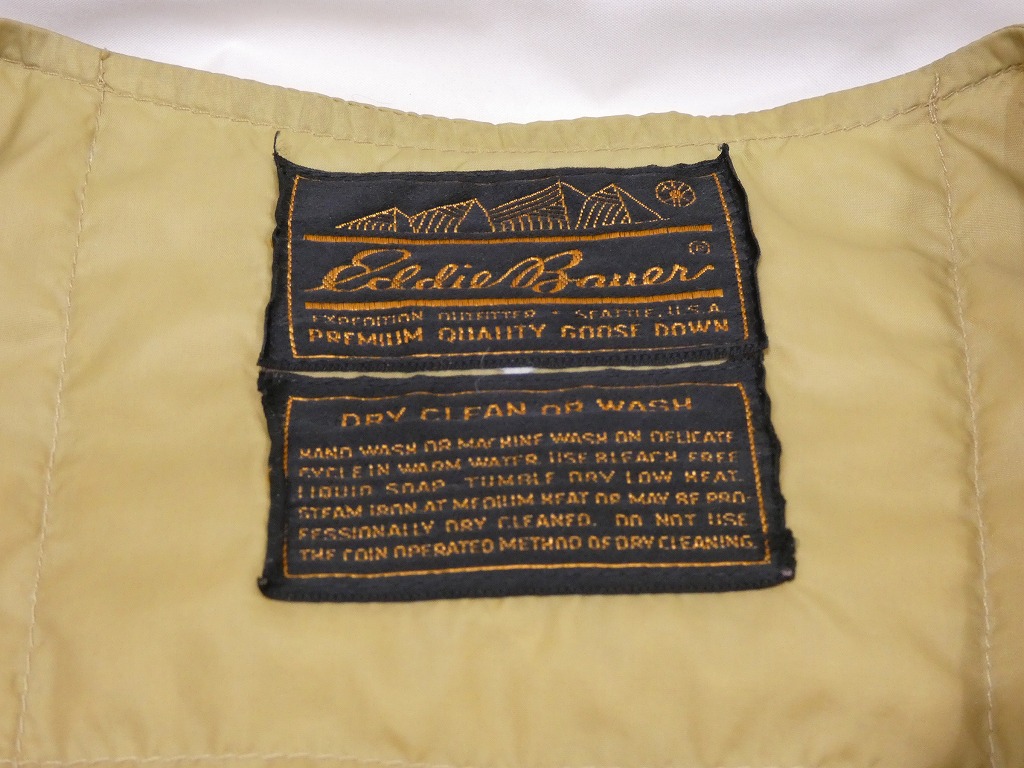 Eddie Bauer ®
EXPEDITION OUTFITTER - SEATTLE, U.S.A.
PREMIUM QUALITY GOOSE DOWN
DRY CLEAN OR WASH
HAND WASH OR MACHINE WASH ON DELICATE
CYCLE IN WARM WATER. USE BLEACH FREE
LIQUID SOAP. TUMBLE DRY LOW HEAT.
STEAM IRON AT MEDIUM HEAT OR MAY BE PRO-
FESSIONALLY DRY CLEANED. DO NOT USE
THE COIN OPERATED METHOD OF DRY CLEANING.